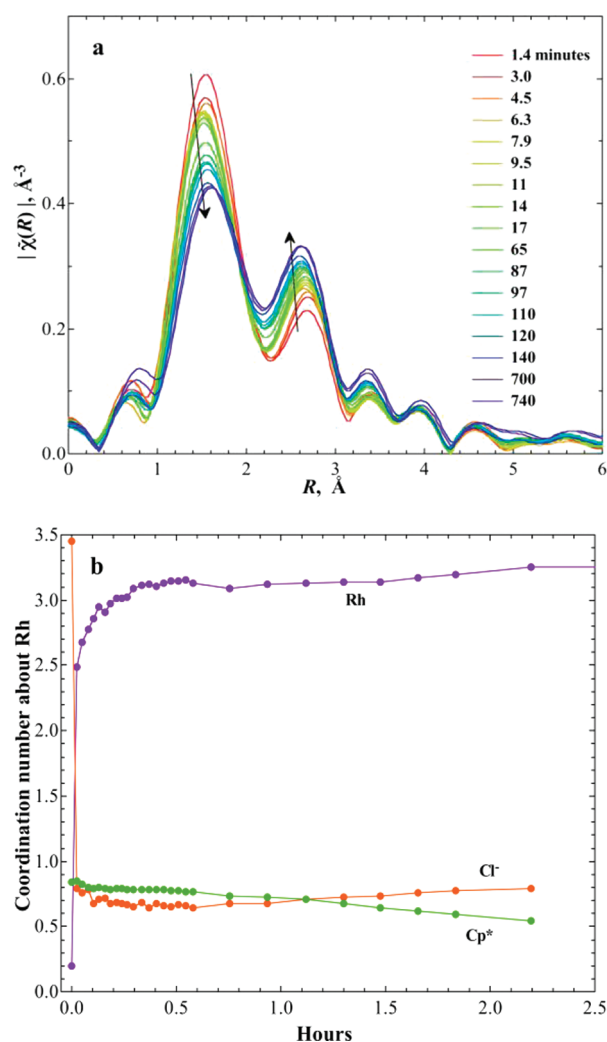 a
1.4 minutes
3.0
4.5
6.3
7.9
9.5
11
14
17
65
87
97
110
120
140
700
740
0.6
0.4
0.2
0.0
| χ̃(R) |, Å-3
0 1 2 3 4 5 6
R, Å
b
3.5
3.0
2.5
2.0
1.5
1.0
0.5
0.0
Coordination number about Rh
Rh
Cl-
Cp*
0.0 0.5 1.0 1.5 2.0 2.5
Hours